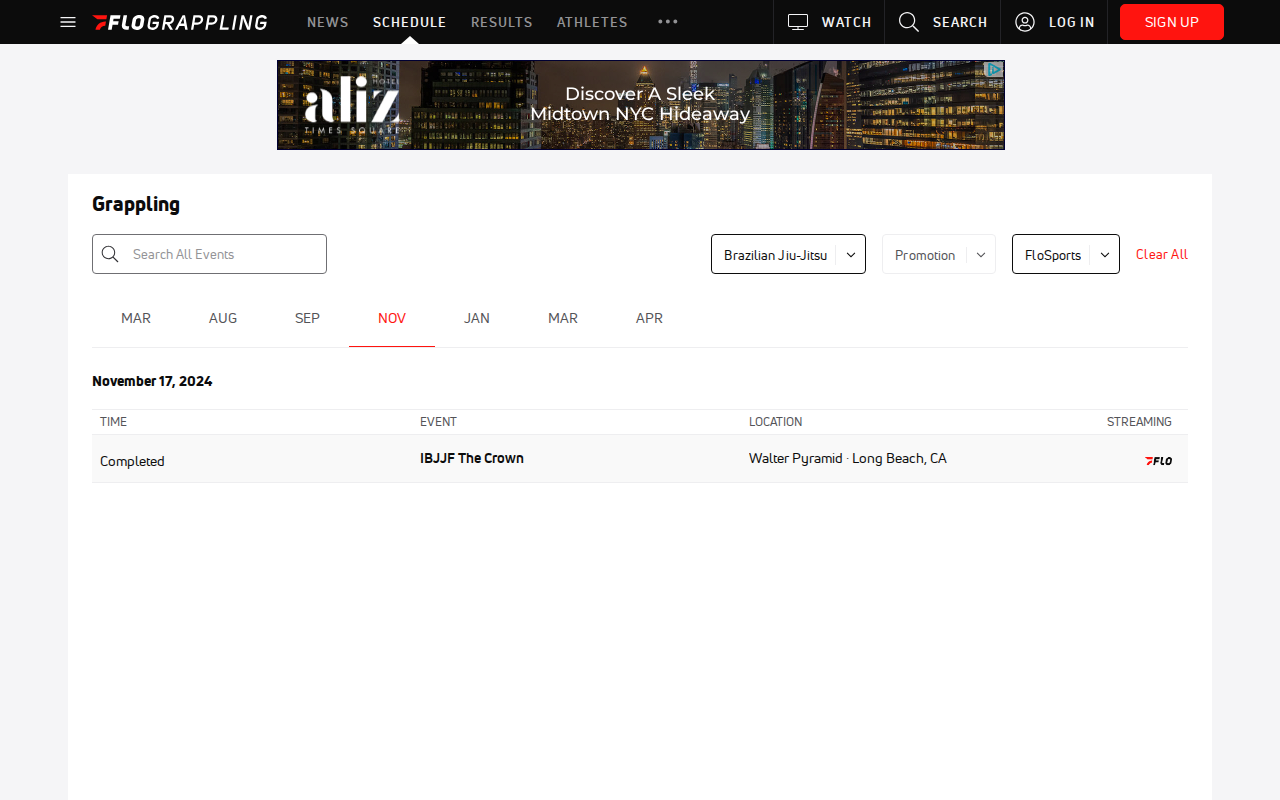 FLOGRAPPLING NEWS SCHEDULE RESULTS ATHLETES WATCH SEARCH LOG IN SIGN UP
HOTEL
aliz
TIMES SQUARE
Discover A Sleek
Midtown NYC Hideaway
Grappling
Search All Events Brazilian Jiu-Jitsu Promotion FloSports Clear All
MAR AUG SEP NOV JAN MAR APR
November 17, 2024
TIME EVENT LOCATION STREAMING
Completed IBJJF The Crown Walter Pyramid · Long Beach, CA FLO